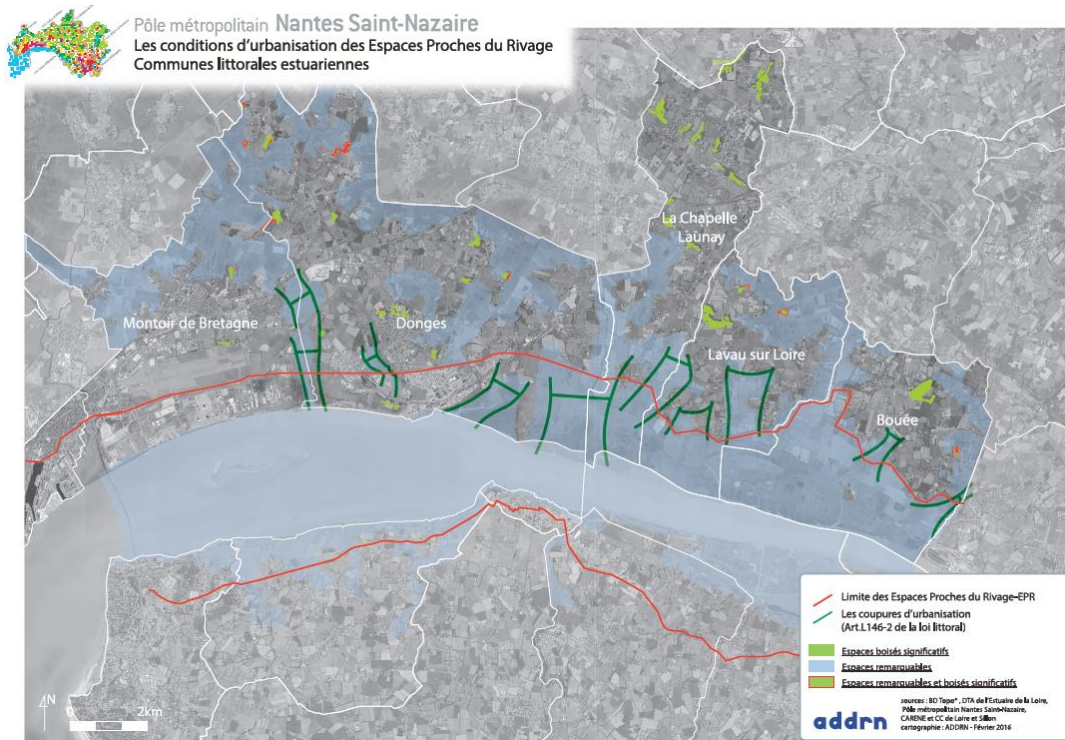 Pôle métropolitain Nantes Saint-Nazaire
Les conditions d'urbanisation des Espaces Proches du Rivage
Communes littorales estuariennes
La Chapelle
Launay
Montoir de Bretagne
Donges
Lavau sur Loire
Bouée
Limite des Espaces Proches du Rivage-EPR
Les coupures d'urbanisation
(Art.L146-2 de la loi littoral)
Espaces boisés significatifs
Espaces remarquables
Espaces remarquables et boisés significatifs
N
0 2km
addrn
sources : BD Topo®, DTA de l'Estuaire de la Loire,
Pôle métropolitain Nantes Saint-Nazaire,
CARENE et CC de Loire et Sillon
cartographie : ADDRN - Février 2016